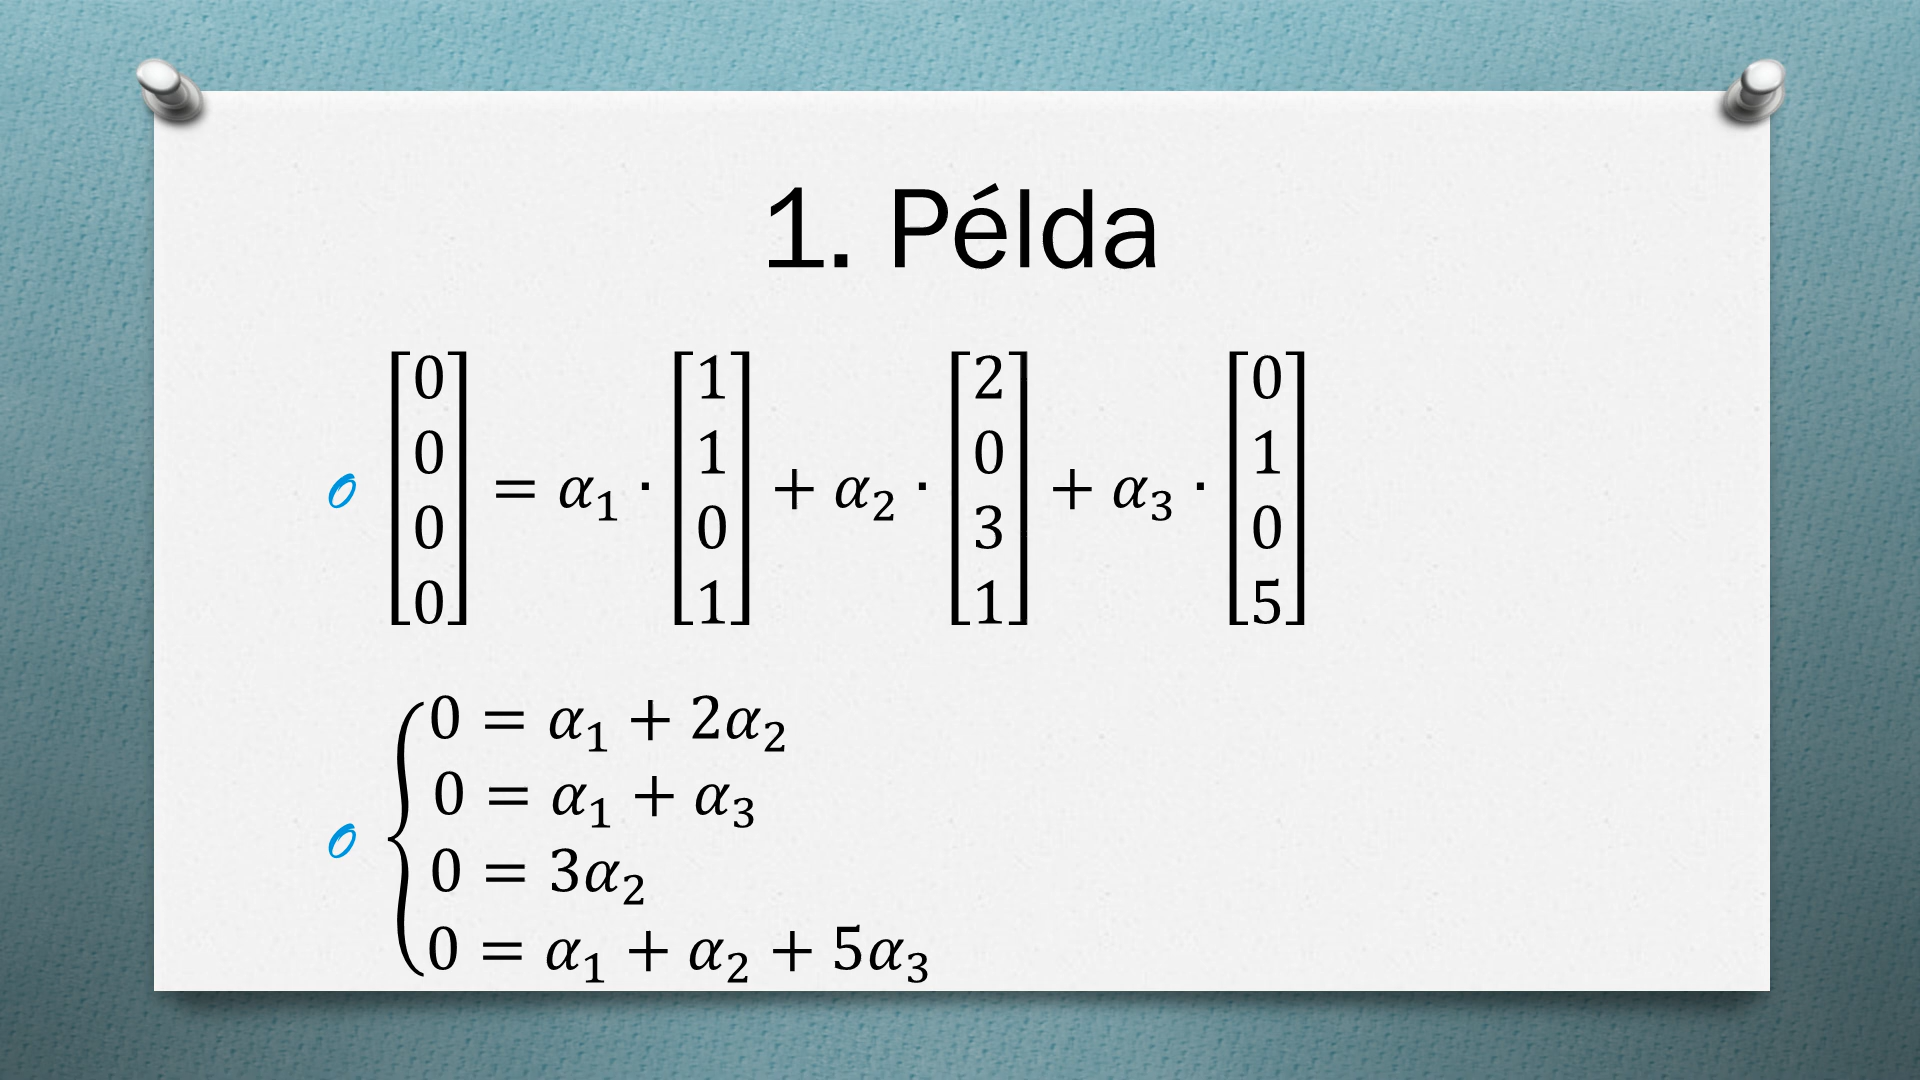 1. Példa
[0 0 0 0] = α₁ · [1 1 0 1] + α₂ · [2 0 3 1] + α₃ · [0 1 0 5]
0 = α₁ + 2α₂
0 = α₁ + α₃
0 = 3α₂
0 = α₁ + α₂ + 5α₃